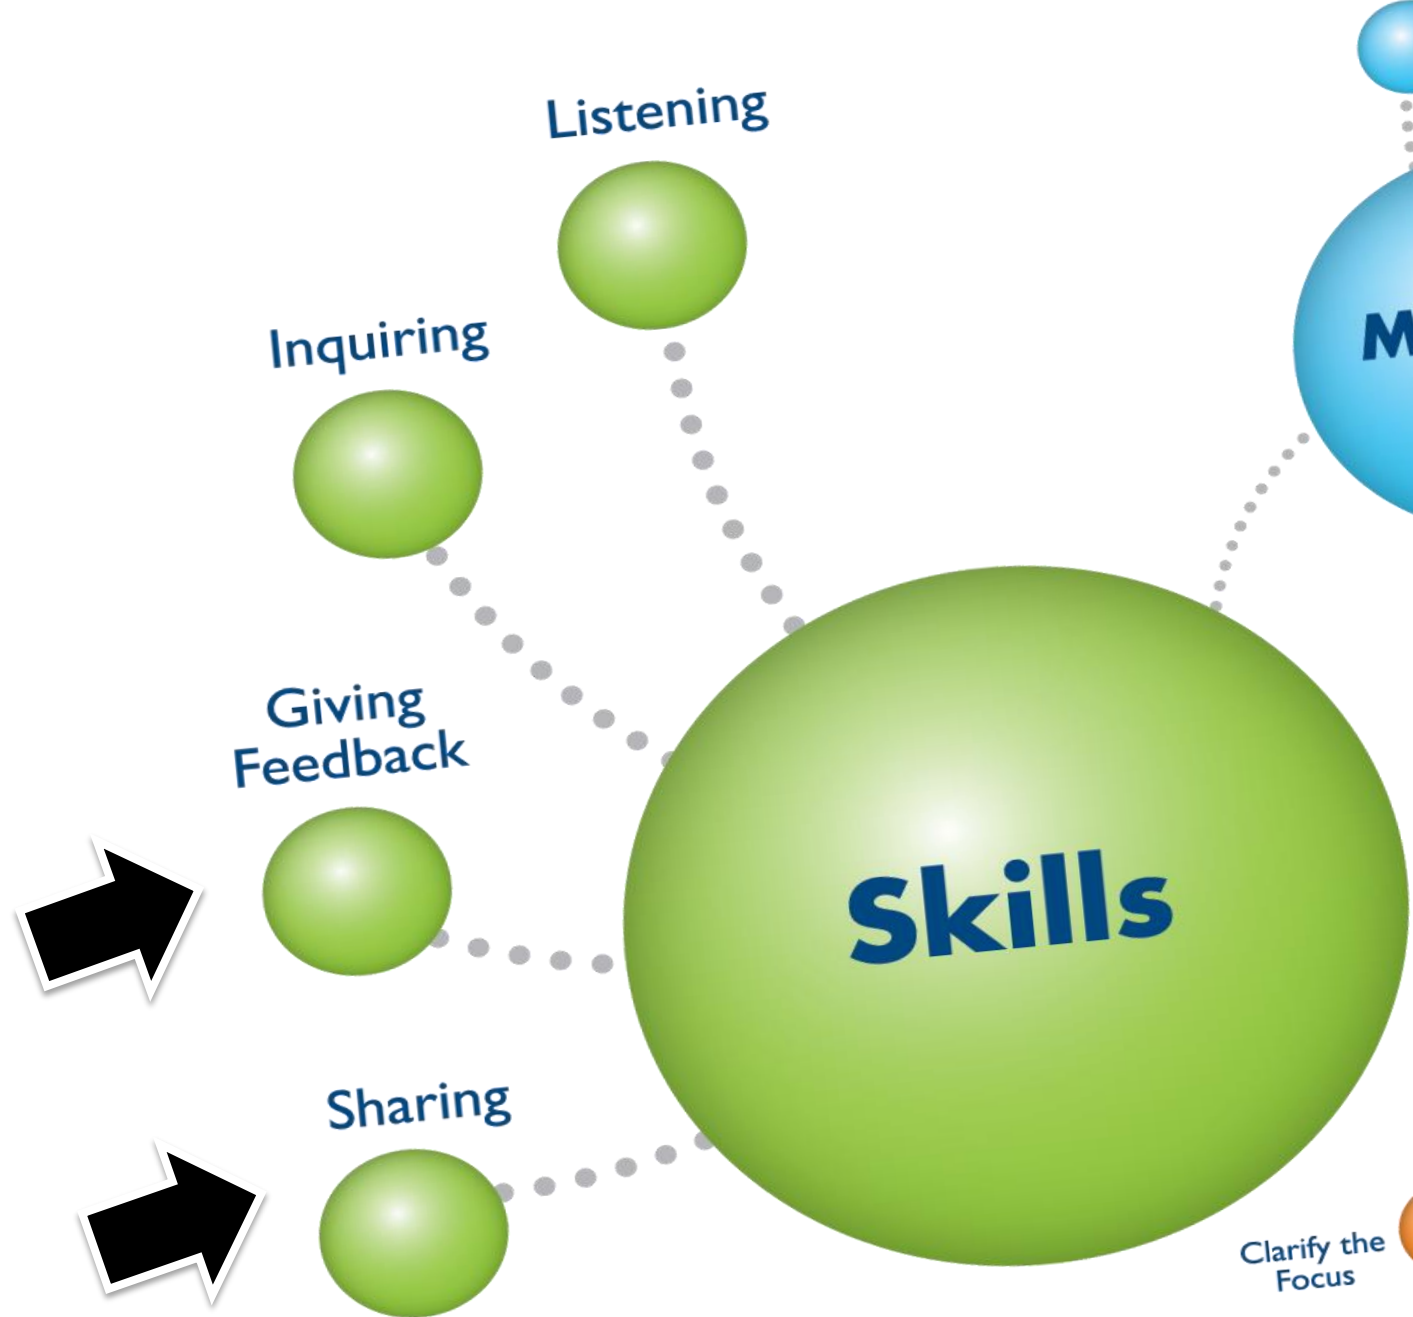 Listening
Inquiring
Giving
Feedback
Skills
Sharing
Clarify the
Focus